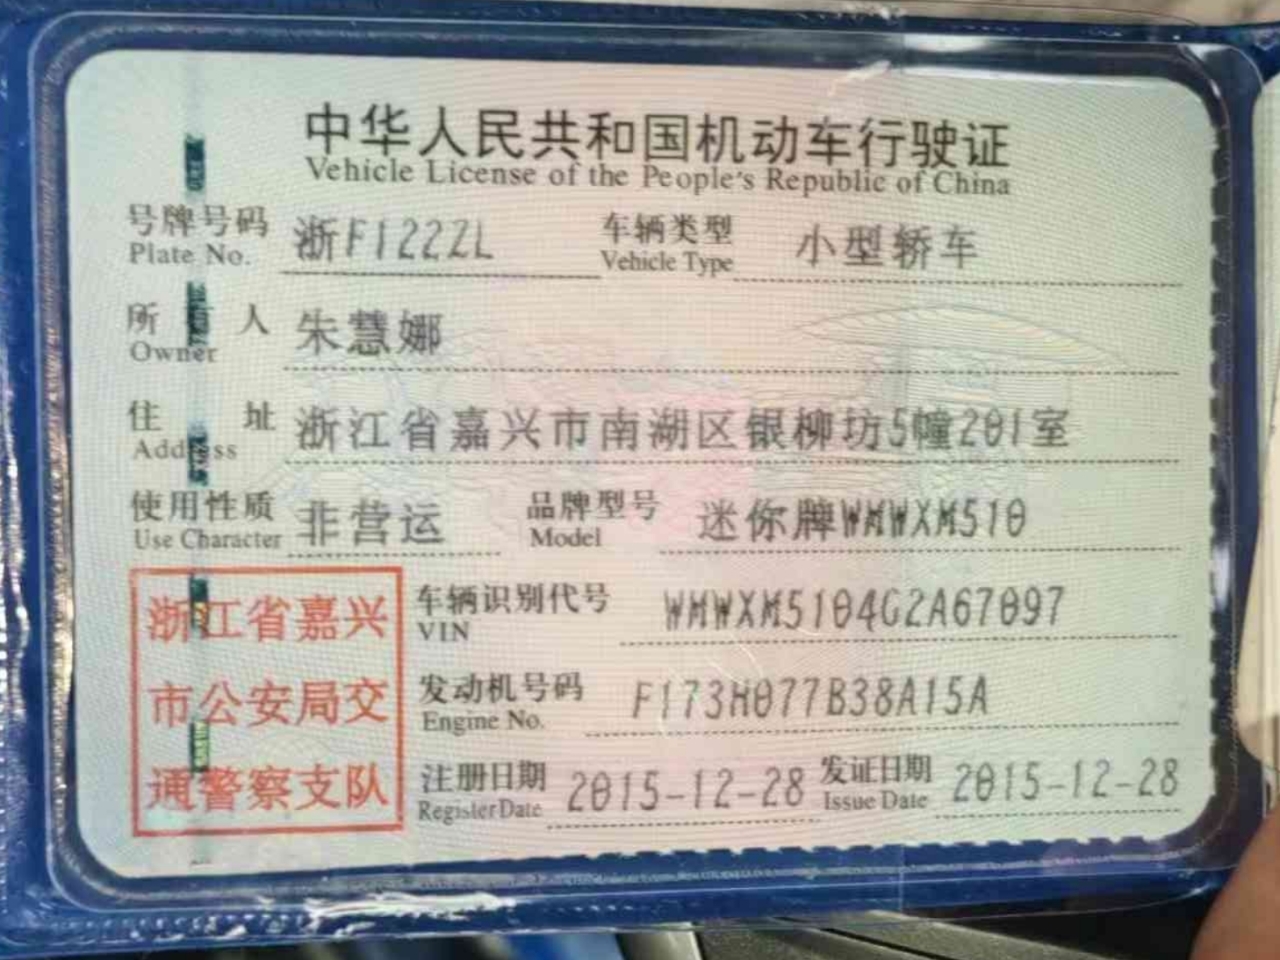 中华人民共和国机动车行驶证
Vehicle License of the People's Republic of China
号牌号码 浙F122ZL 车辆类型 小型轿车
Plate No. Vehicle Type
所有人 朱慧娜
Owner
住址 浙江省嘉兴市南湖区银柳坊5幢201室
Address
使用性质 非营运 品牌型号 迷你牌WMWXM510
Use Character Model
浙江省嘉兴
市公安局交
通警察支队
车辆识别代号 WMWXM5104G2A67097
VIN
发动机号码 F173H077B38A15A
Engine No.
注册日期 2015-12-28 发证日期 2015-12-28
Register Date Issue Date